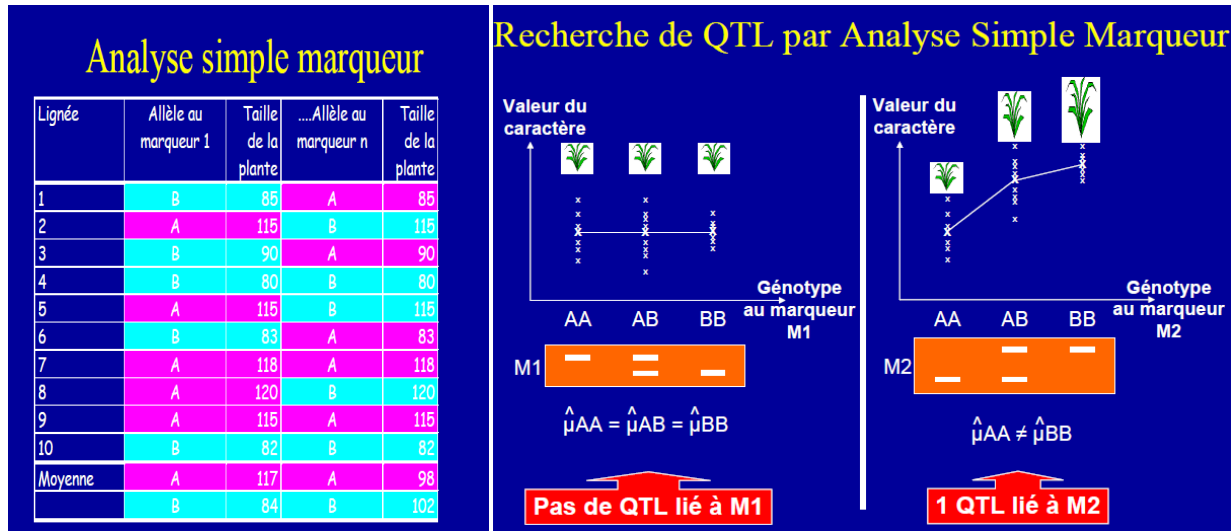 Analyse simple marqueur
Lignée Allèle au marqueur 1 Taille de la plante ....Allèle au marqueur n Taille de la plante
1 B 85 A 85
2 A 115 B 115
3 B 90 A 90
4 B 80 B 80
5 A 115 B 115
6 B 83 A 83
7 A 118 A 118
8 A 120 B 120
9 A 115 A 115
10 B 82 B 82
Moyenne A 117 A 98
B 84 B 102
Recherche de QTL par Analyse Simple Marqueur
Valeur du
caractère
Génotype
au marqueur
M1
AA AB BB
M1
μ̂AA = μ̂AB = μ̂BB
Pas de QTL lié à M1
Valeur du
caractère
Génotype
au marqueur
M2
AA AB BB
M2
μ̂AA ≠ μ̂BB
1 QTL lié à M2